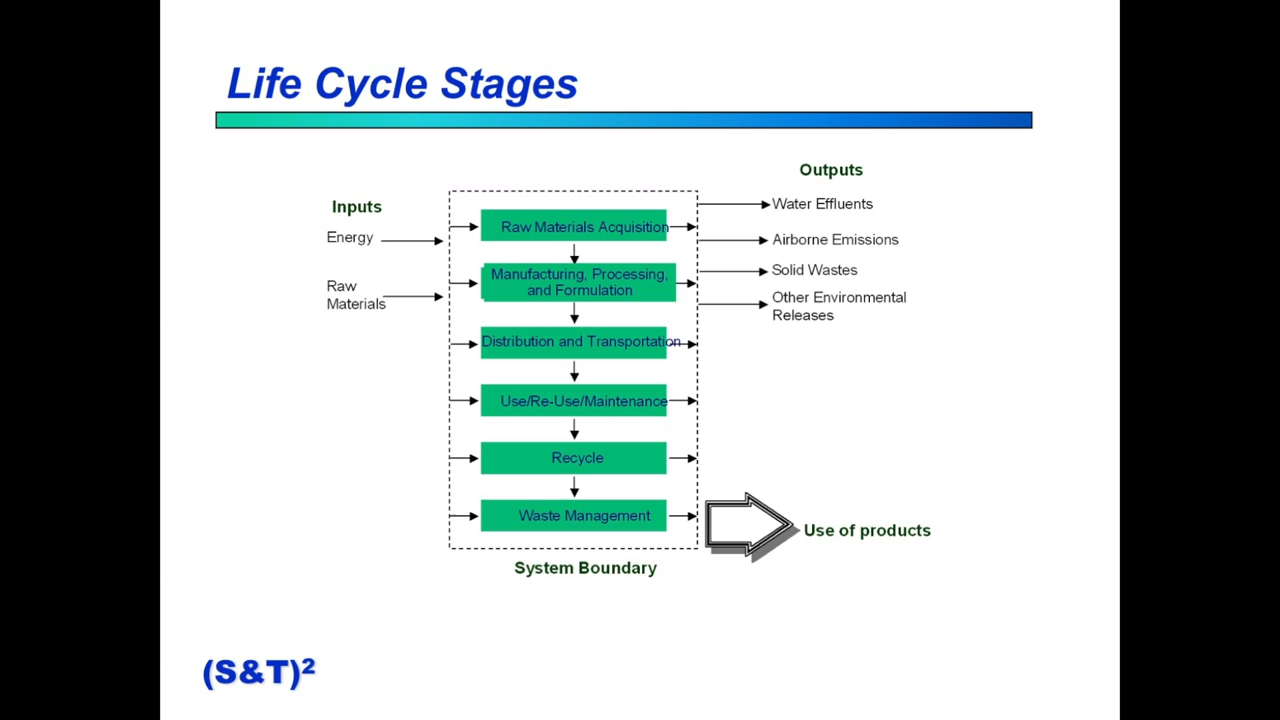 Life Cycle Stages
Inputs
Energy
Raw
Materials
Raw Materials Acquisition
Manufacturing, Processing,
and Formulation
Distribution and Transportation
Use/Re-Use/Maintenance
Recycle
Waste Management
System Boundary
Outputs
Water Effluents
Airborne Emissions
Solid Wastes
Other Environmental
Releases
Use of products
(S&T)²